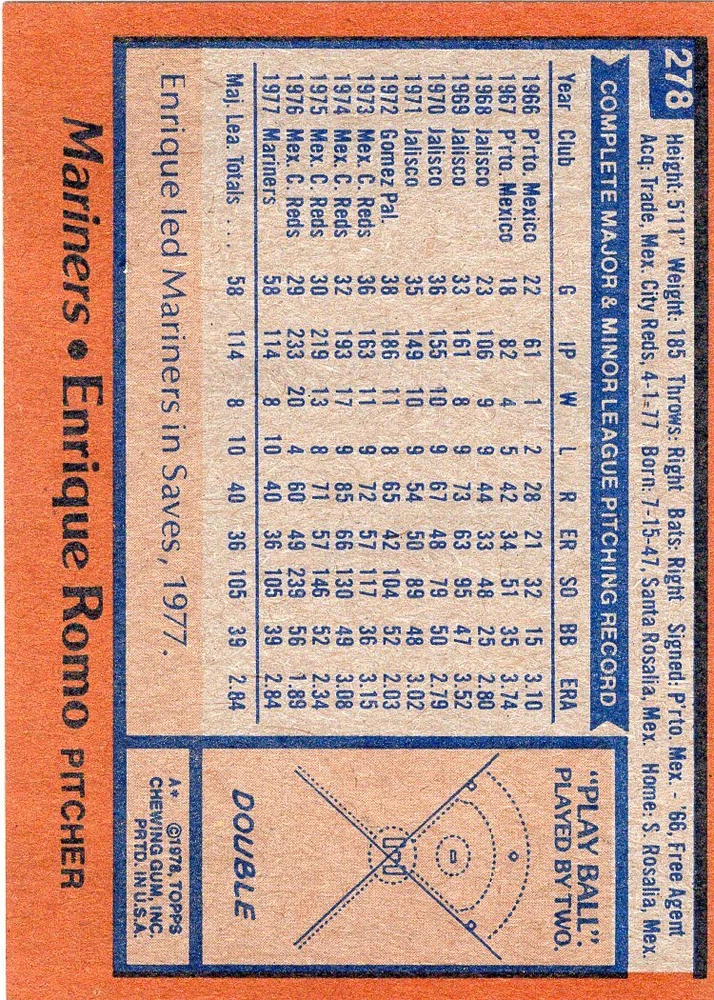 278
Height: 5'11" Weight: 185 Throws: Right Bats: Right Signed: P'rto. Mex. - '66, Free Agent
Acq: Trade, Mex. City Reds, 4-1-77 Born: 7-15-47, Santa Rosalia, Mex. Home: S. Rosalia, Mex.
COMPLETE MAJOR & MINOR LEAGUE PITCHING RECORD
Year Club G IP W L R ER SO BB ERA
1966 P'rto. Mexico 22 61 1 2 28 21 32 15 3.10
1967 P'rto. Mexico 18 82 4 5 42 34 51 35 3.74
1968 Jalisco 23 106 9 9 44 33 48 25 2.80
1969 Jalisco 33 161 8 9 73 63 95 47 3.52
1970 Jalisco 36 155 10 9 67 48 79 50 2.79
1971 Jalisco 35 149 10 9 54 50 89 48 3.02
1972 Gomez Pal. 38 186 11 8 65 42 104 52 2.03
1973 Mex. C. Reds 36 163 11 9 72 57 117 36 3.15
1974 Mex. C. Reds 32 193 17 9 85 66 130 49 3.08
1975 Mex. C. Reds 30 219 13 8 71 57 146 52 2.34
1976 Mex. C. Reds 29 233 20 4 60 49 239 56 1.89
1977 Mariners 58 114 8 10 40 36 105 39 2.84
Maj. Lea. Totals .... 58 114 8 10 40 36 105 39 2.84
Enrique led Mariners in Saves, 1977.
"PLAY BALL":
PLAYED BY TWO.
DOUBLE
A* ©1978, TOPPS
CHEWING GUM, INC.
PRTD. IN U.S.A.
Mariners • Enrique Romo PITCHER